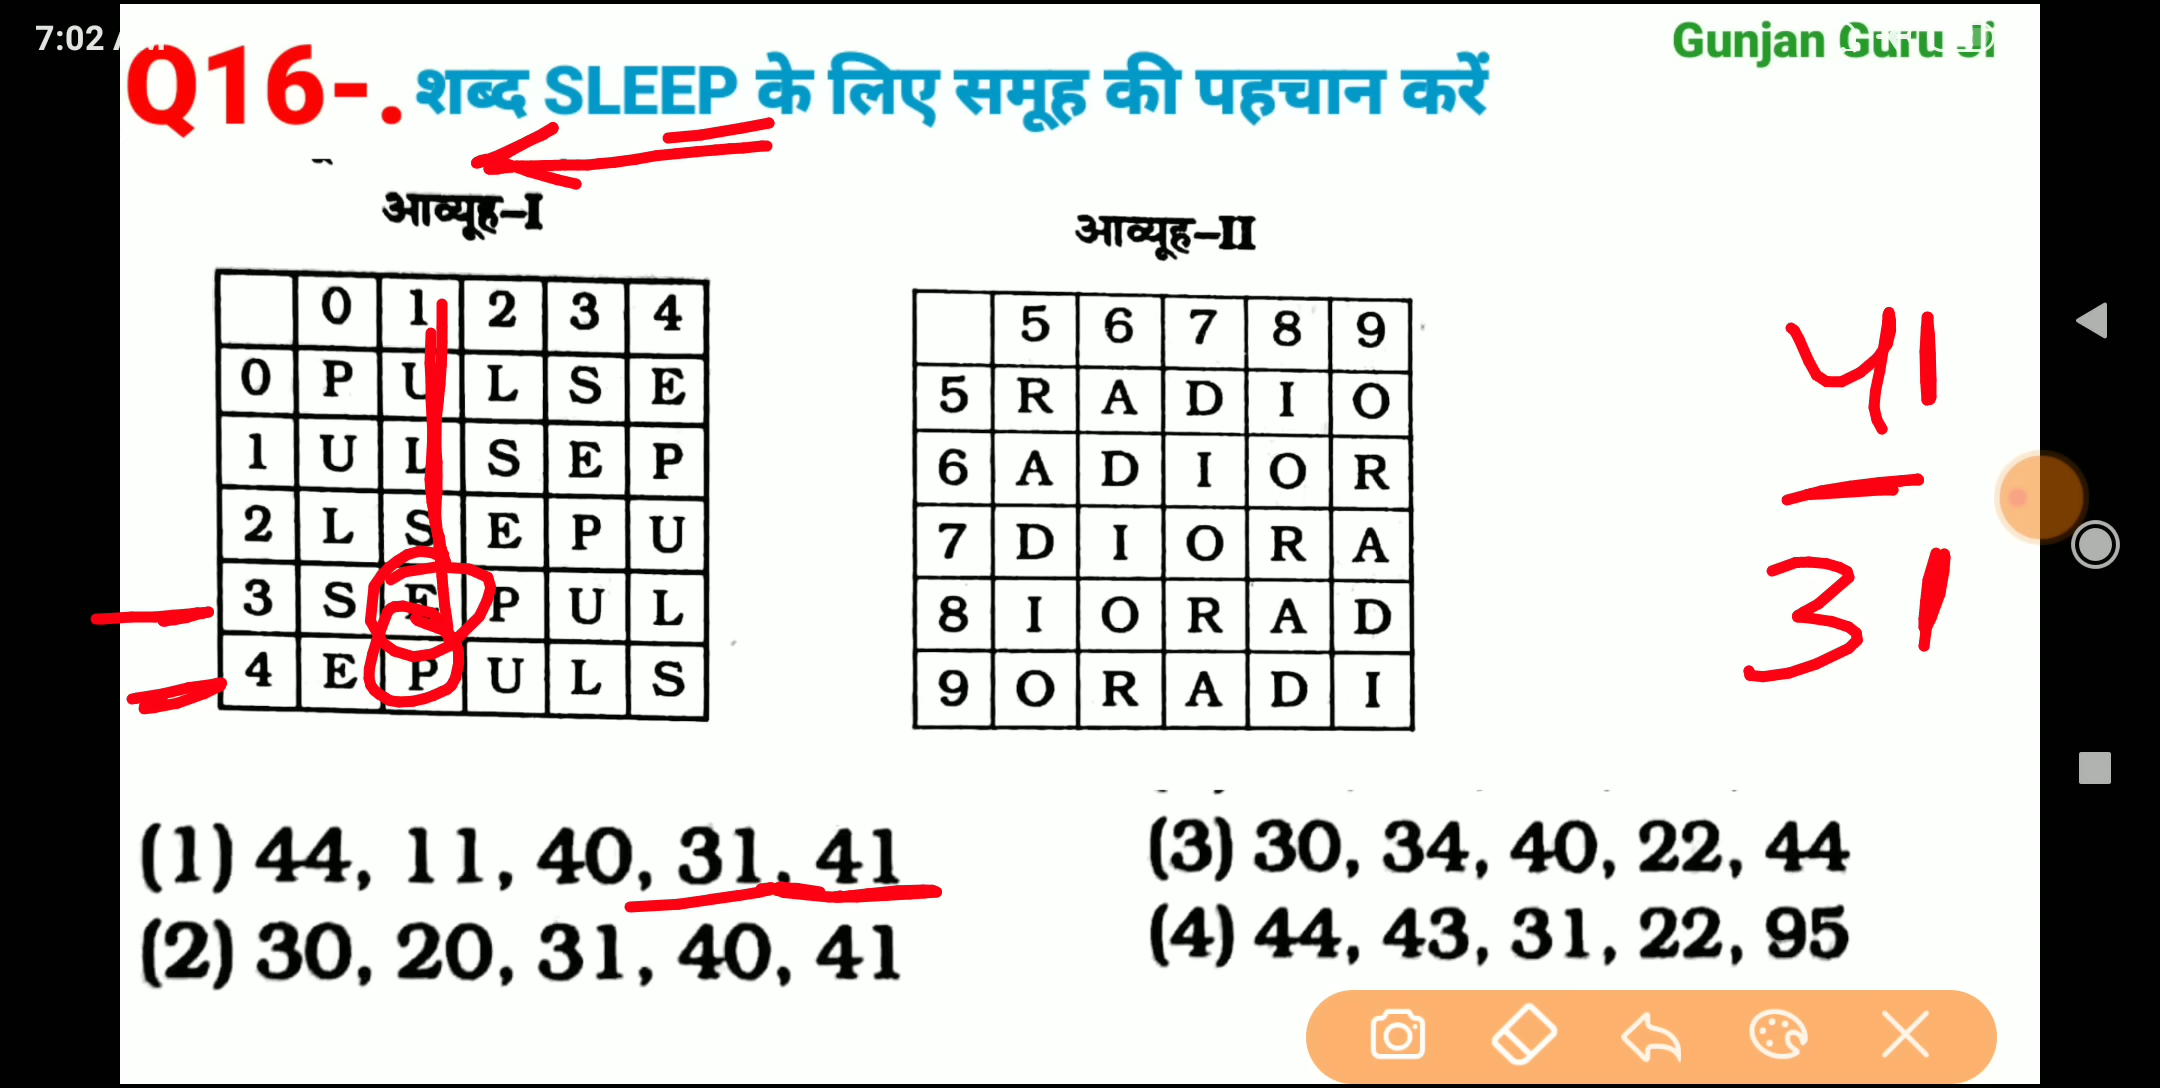 7:02
Gunjan Guru Ji
Q16-. शब्द SLEEP के लिए समूह की पहचान करें
आव्यूह–I
0 1 2 3 4
0 P U L S E
1 U L S E P
2 L S E P U
3 S E P U L
4 E P U L S
आव्यूह–II
5 6 7 8 9
5 R A D I O
6 A D I O R
7 D I O R A
8 I O R A D
9 O R A D I
41
31
(1) 44, 11, 40, 31, 41
(2) 30, 20, 31, 40, 41
(3) 30, 34, 40, 22, 44
(4) 44, 43, 31, 22, 95